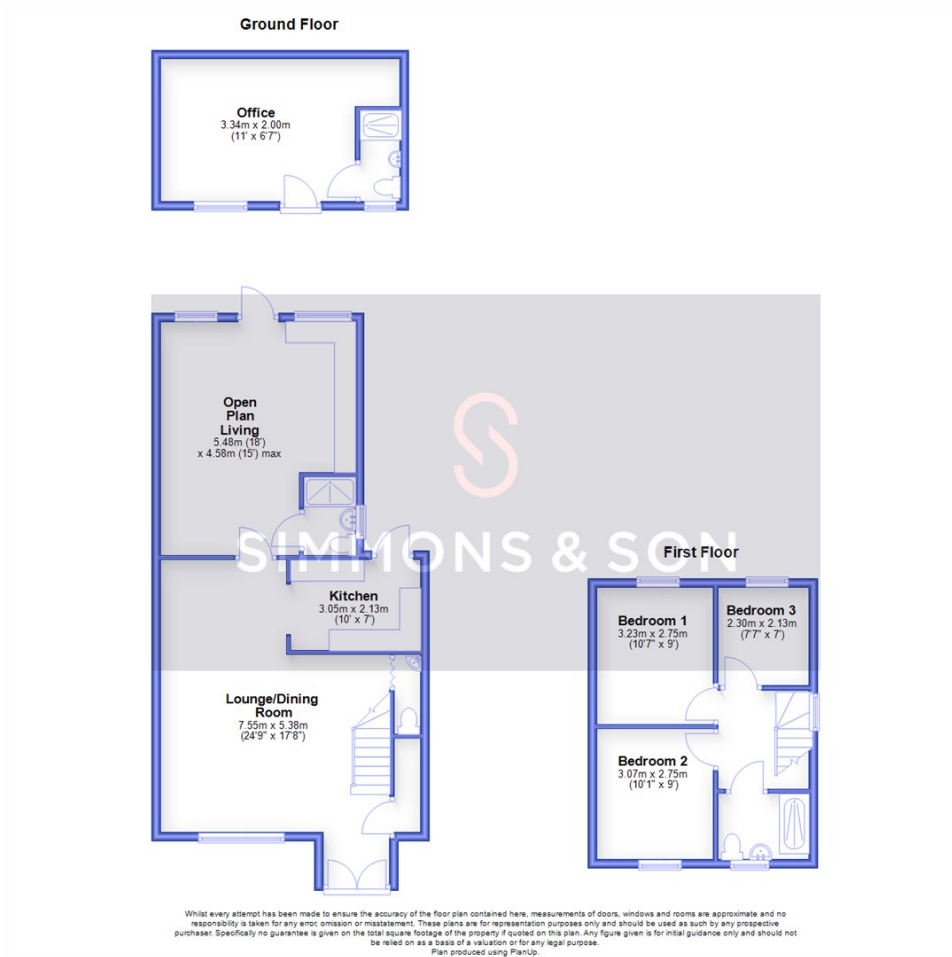 Ground Floor
Office
3.34m x 2.00m
(11' x 6'7")
Open
Plan
Living
5.48m (18')
x 4.58m (15') max
SIMMONS & SON
First Floor
Kitchen
3.05m x 2.13m
(10' x 7')
Bedroom 1
3.23m x 2.75m
(10'7" x 9')
Bedroom 3
2.30m x 2.13m
(7'7" x 7')
Lounge/Dining
Room
7.55m x 5.38m
(24'9" x 17'8")
Bedroom 2
3.07m x 2.75m
(10'1" x 9')
Whilst every attempt has been made to ensure the accuracy of the floor plan contained here, measurements of doors, windows and rooms are approximate and no
responsibility is taken for any error, omission or misstatement. These plans are for representation purposes only and should be used as such by any prospective
purchaser. Specifically no guarantee is given on the total square footage of the property if quoted on this plan. Any figure given is for initial guidance only and should not
be relied on as a basis of a valuation or for any legal purpose.
Plan produced using PlanUp.